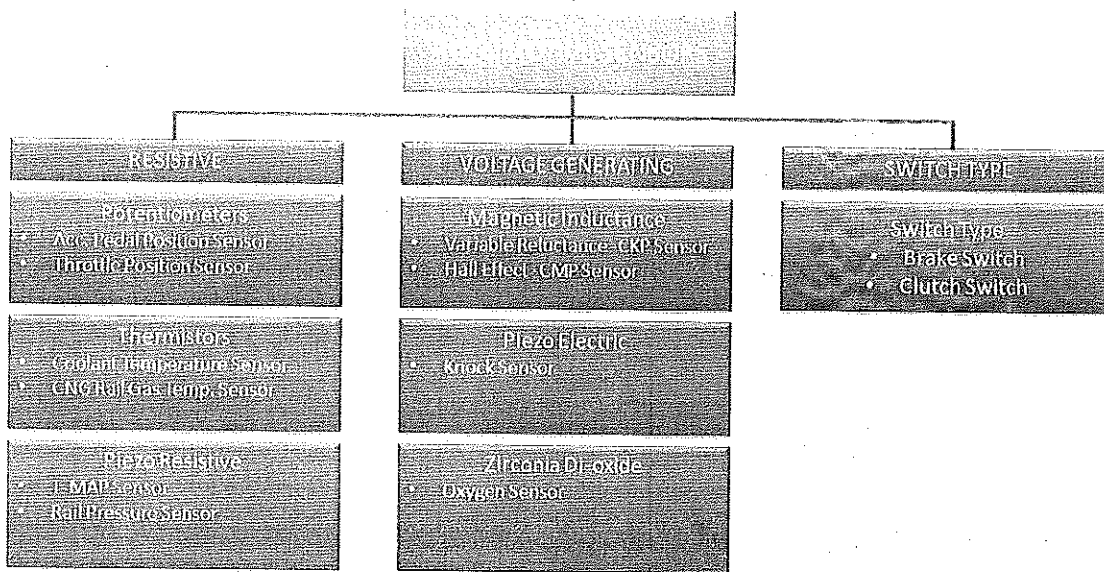 RESISTIVE
Potentiometers
• Acc. Pedal Position Sensor
• Throttle Position Sensor
Thermistors
• Coolant Temperature Sensor
• CNG Rail Gas Temp. Sensor
Piezo Resistive
• T-MAP Sensor
• Rail Pressure Sensor
VOLTAGE GENERATING
Magnetic Inductance
• Variable Reluctance- CKP Sensor
• Hall Effect - CMP Sensor
Piezo Electric
• Knock Sensor
Zirconia Di-oxide
• Oxygen Sensor
SWITCH TYPE
Switch Type
• Brake Switch
• Clutch Switch